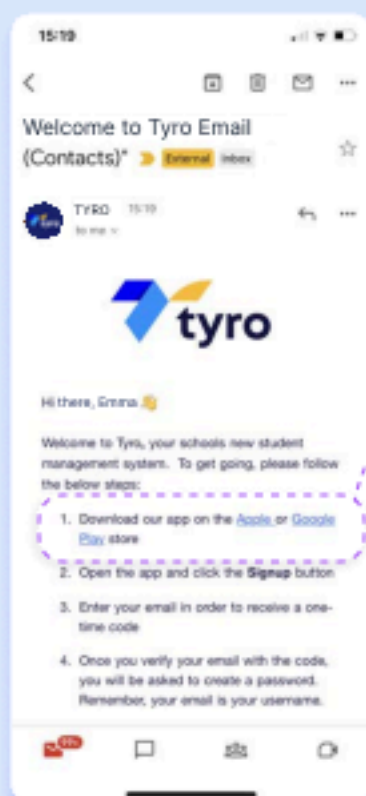 15:19
Welcome to Tyro Email
(Contacts)" External Inbox
TYRO 15:19
to me
tyro
Hi there, Emma
Welcome to Tyro, your schools new student
management system. To get going, please follow
the below steps:
1. Download our app on the Apple or Google
Play store
2. Open the app and click the Signup button
3. Enter your email in order to receive a one-
time code
4. Once you verify your email with the code,
you will be asked to create a password.
Remember, your email is your username.
99+